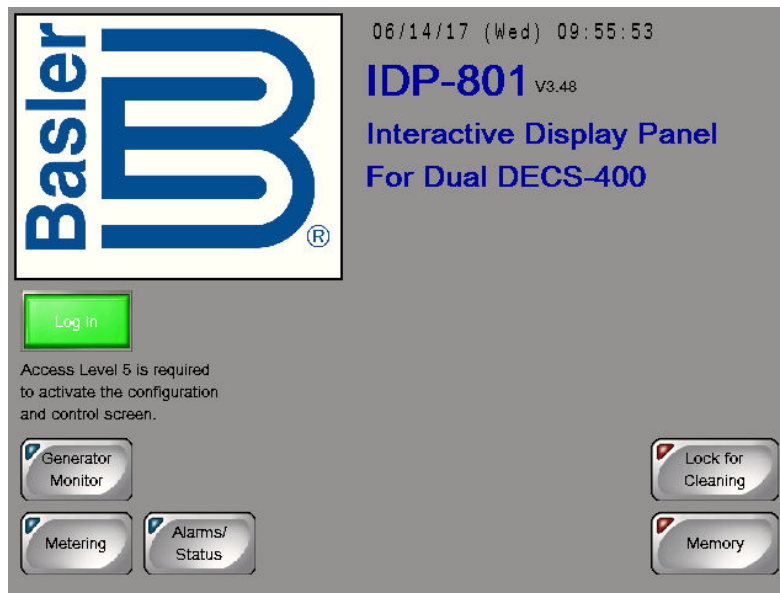 Basler
®
06/14/17 (Wed) 09:55:53
IDP-801 V3.48
Interactive Display Panel
For Dual DECS-400
Log In
Access Level 5 is required
to activate the configuration
and control screen.
Generator
Monitor
Lock for
Cleaning
Metering
Alarms/
Status
Memory